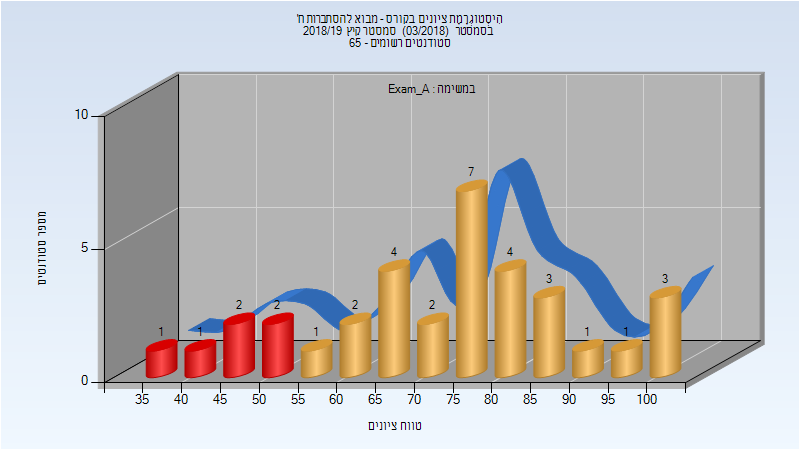 היסטוגרמת ציונים בקורס - מבוא להסתברות ח'
בסמסטר (03/2018) סמסטר קיץ 2018/19
סטודנטים רשומים - 65
במשימה : Exam_A
מספר סטודנטים
10
5
0
1 1 2 2 1 2 4 2 7 4 3 1 1 3
35 40 45 50 55 60 65 70 75 80 85 90 95 100
טווח ציונים